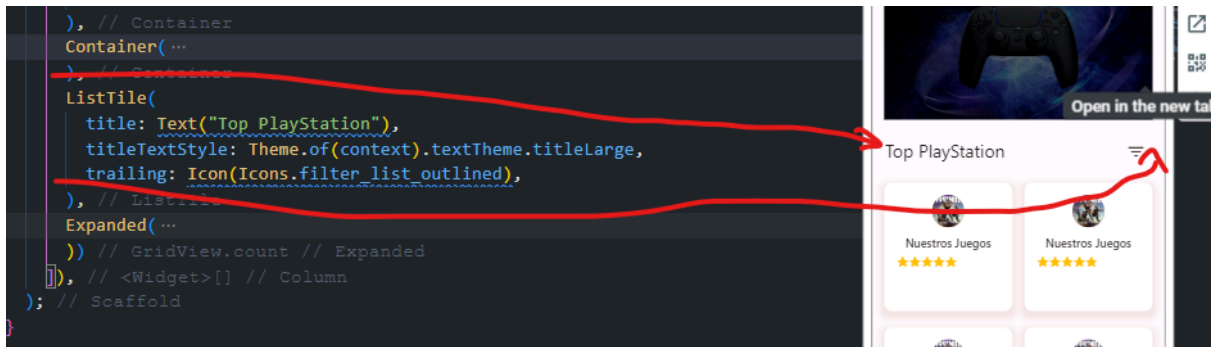 ), // Container
Container( ⋯
), // Container
ListTile(
title: Text("Top PlayStation"),
titleTextStyle: Theme.of(context).textTheme.titleLarge,
trailing: Icon(Icons.filter_list_outlined),
), // ListTile
Expanded( ⋯
)) // GridView.count // Expanded
]), // <Widget>[] // Column
); // Scaffold
}
Open in the new tab
Top PlayStation
Nuestros Juegos
Nuestros Juegos